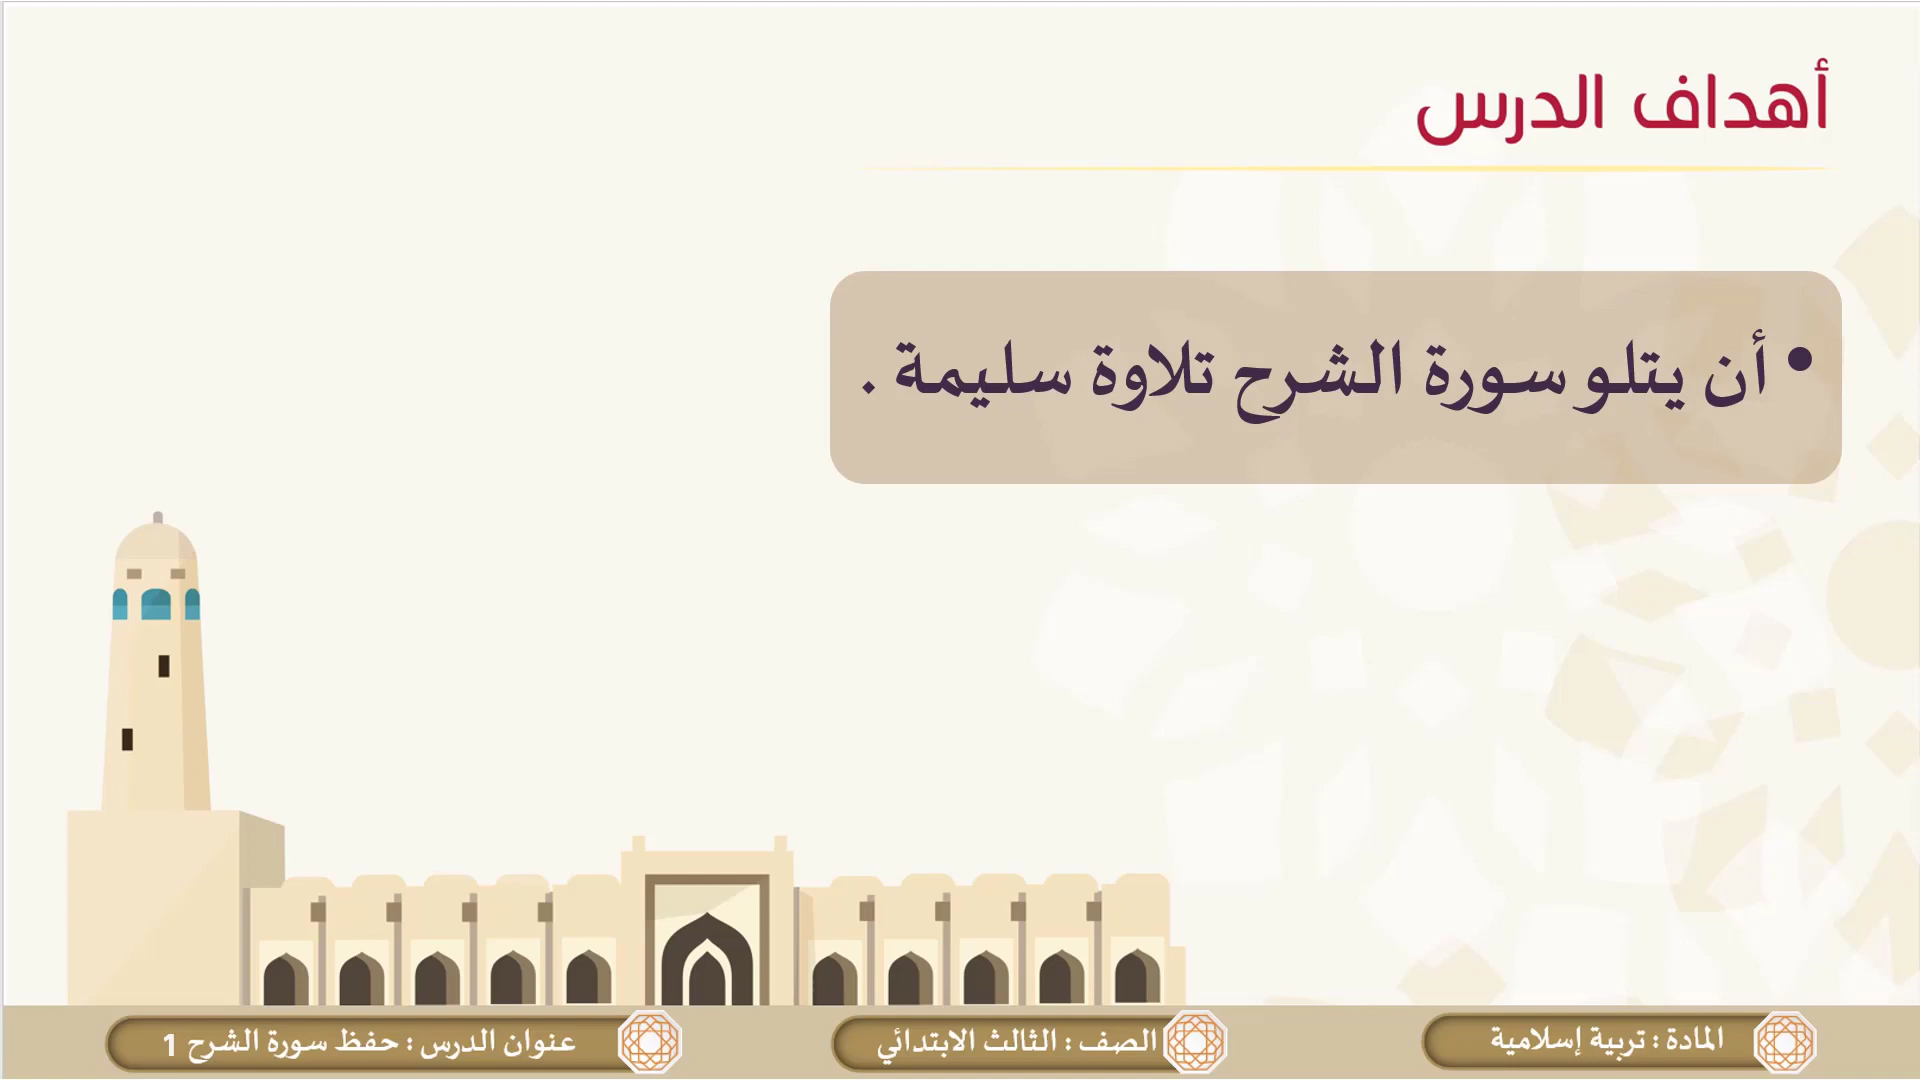 أهداف الدرس
• أن يتلو سورة الشرح تلاوة سليمة .
المادة : تربية إسلامية
الصف : الثالث الابتدائي
عنوان الدرس : حفظ سورة الشرح 1